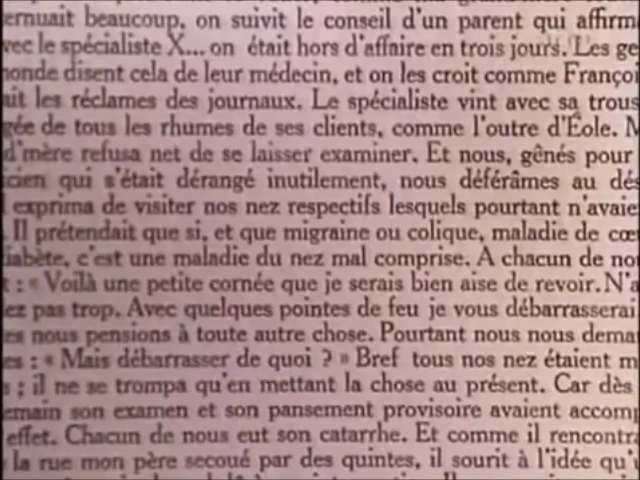 ernuait beaucoup, on suivit le conseil d'un parent qui affirm
vec le spécialiste X... on était hors d'affaire en trois jours. Les ge
onde disent cela de leur médecin, et on les croit comme Françoi
ait les réclames des journaux. Le spécialiste vint avec sa trous
gée de tous les rhumes de ses clients, comme l'outre d'Éole.
d'mère refusa net de se laisser examiner. Et nous, gênés pour
cien qui s'était dérangé inutilement, nous déférâmes au dés
exprima de visiter nos nez respectifs lesquels pourtant n'avaie
. Il prétendait que si, et que migraine ou colique, maladie de cœ
iabète, c'est une maladie du nez mal comprise. A chacun de no
: « Voilà une petite cornée que je serais bien aise de revoir. N'a
ez pas trop. Avec quelques pointes de feu je vous débarrasserai
es nous pensions à toute autre chose. Pourtant nous nous dema
es : « Mais débarrasser de quoi ? » Bref tous nos nez étaient m
s ; il ne se trompa qu'en mettant la chose au présent. Car dès
emain son examen et son pansement provisoire avaient accomp
effet. Chacun de nous eut son catarrhe. Et comme il rencontra
la rue mon père secoué par des quintes, il sourit à l'idée qu'u